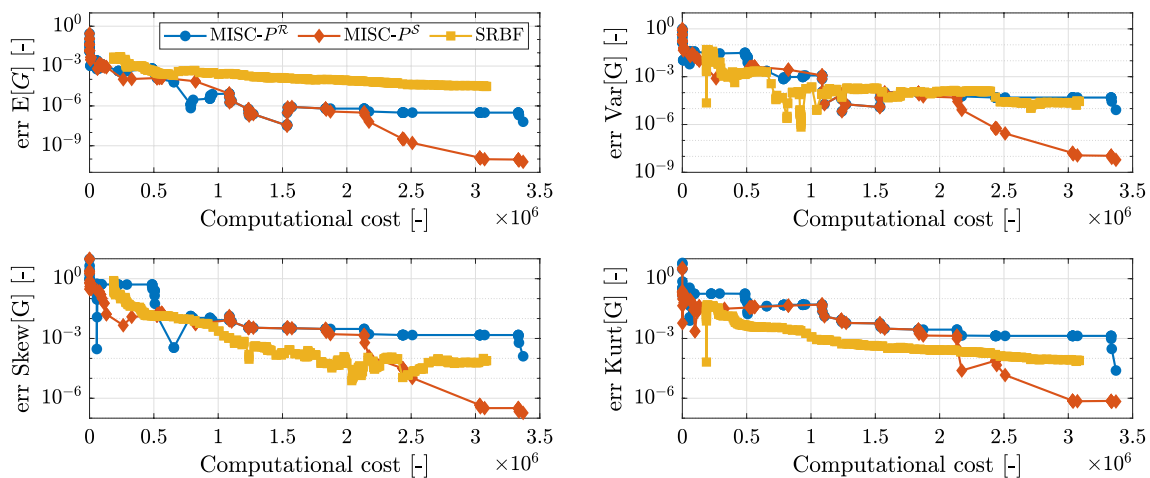 MISC-P^R MISC-P^S SRBF
err E[G] [-]
10^0
10^-3
10^-6
10^-9
0 0.5 1 1.5 2 2.5 3 3.5
Computational cost [-] ×10^6
err Var[G] [-]
10^0
10^-3
10^-6
10^-9
0 0.5 1 1.5 2 2.5 3 3.5
Computational cost [-] ×10^6
err Skew[G] [-]
10^0
10^-3
10^-6
0 0.5 1 1.5 2 2.5 3 3.5
Computational cost [-] ×10^6
err Kurt[G] [-]
10^0
10^-3
10^-6
0 0.5 1 1.5 2 2.5 3 3.5
Computational cost [-] ×10^6